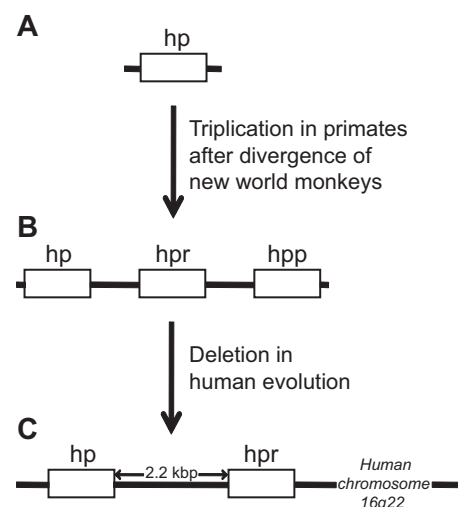 A
hp
Triplication in primates
after divergence of
new world monkeys
B
hp hpr hpp
Deletion in
human evolution
C
hp hpr
2.2 kbp
Human
chromosome
16q22